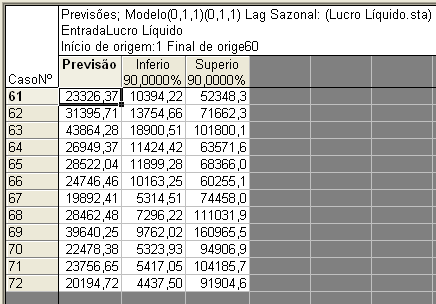 Previsões; Modelo(0,1,1)(0,1,1) Lag Sazonal: (Lucro Líquido.sta)
EntradaLucro Líquido
Início de origem:1 Final de orige60
CasoNº Previsão Inferio 90,0000% Superio 90,0000%
61 23326,37 10394,22 52348,3
62 31395,71 13754,66 71662,3
63 43864,28 18900,51 101800,1
64 26949,37 11424,42 63571,6
65 28522,04 11899,28 68366,0
66 24746,46 10163,25 60255,1
67 19892,41 5314,51 74458,0
68 28462,48 7296,22 111031,9
69 39640,25 9762,02 160965,5
70 22478,38 5323,93 94906,9
71 23756,65 5417,05 104185,7
72 20194,72 4437,50 91904,6